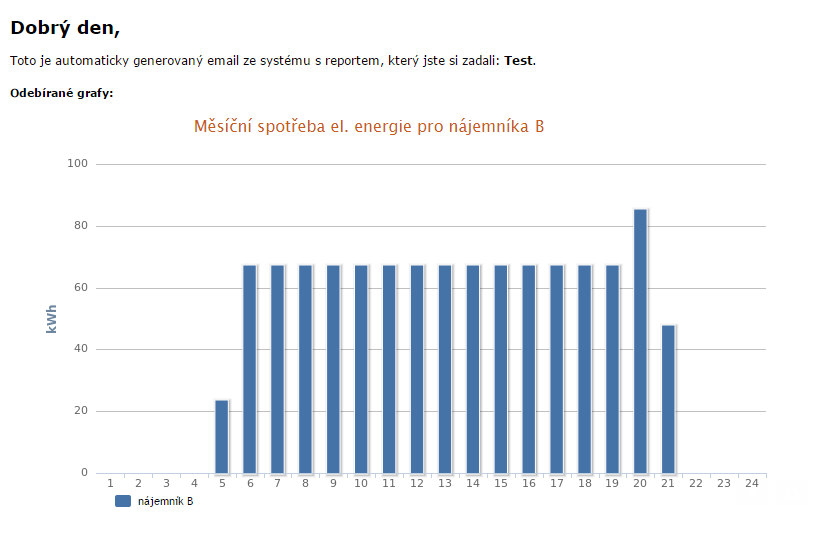 Dobrý den,
Toto je automaticky generovaný email ze systému s reportem, který jste si zadali: Test.
Odebírané grafy:
Měsíční spotřeba el. energie pro nájemníka B
100
80
60
kWh
40
20
0
1 2 3 4 5 6 7 8 9 10 11 12 13 14 15 16 17 18 19 20 21 22 23 24
nájemník B